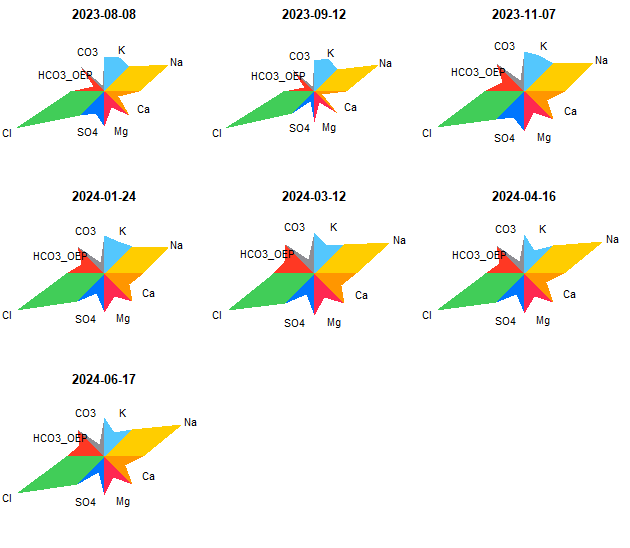 2023-08-08
2023-09-12
2023-11-07
CO3
K
Na
HCO3_OEP
Ca
Cl
SO4
Mg
CO3
K
Na
HCO3_OEP
Ca
Cl
SO4
Mg
CO3
K
Na
HCO3_OEP
Ca
Cl
SO4
Mg
2024-01-24
2024-03-12
2024-04-16
CO3
K
Na
HCO3_OEP
Ca
Cl
SO4
Mg
CO3
K
Na
HCO3_OEP
Ca
Cl
SO4
Mg
CO3
K
Na
HCO3_OEP
Ca
Cl
SO4
Mg
2024-06-17
CO3
K
Na
HCO3_OEP
Ca
Cl
SO4
Mg